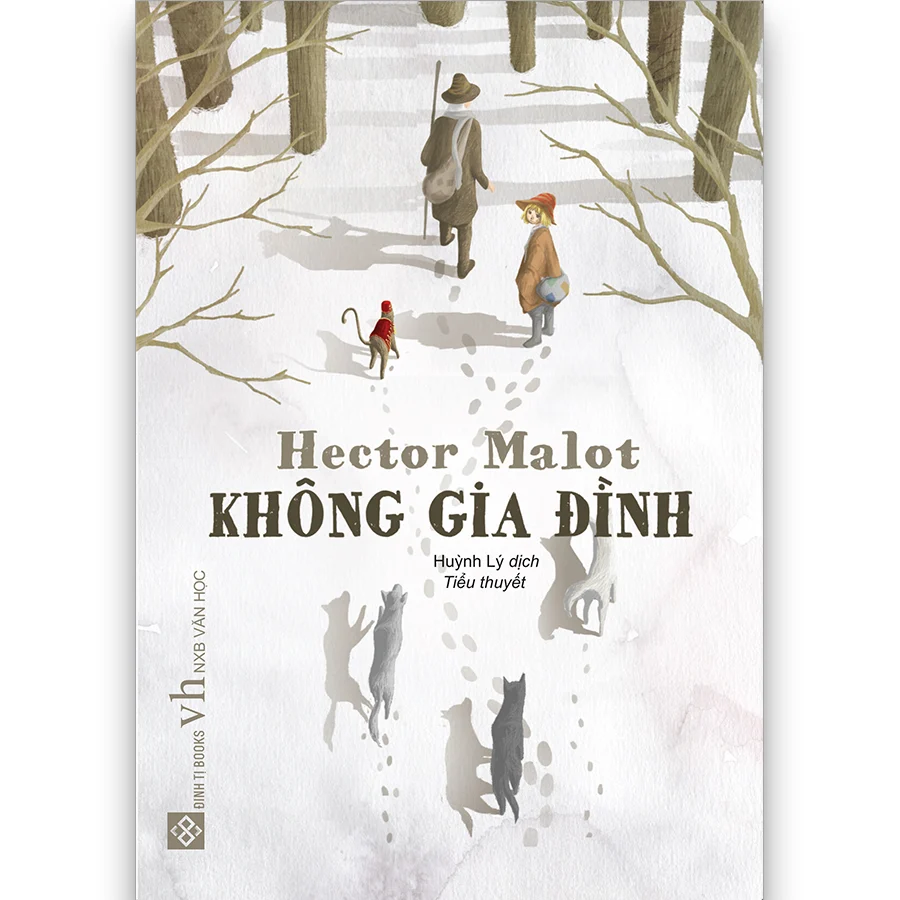 Hector Malot
KHÔNG GIA ĐÌNH
Huỳnh Lý dịch
Tiểu thuyết
ĐINH TỊ BOOKS vh NXB VĂN HỌC